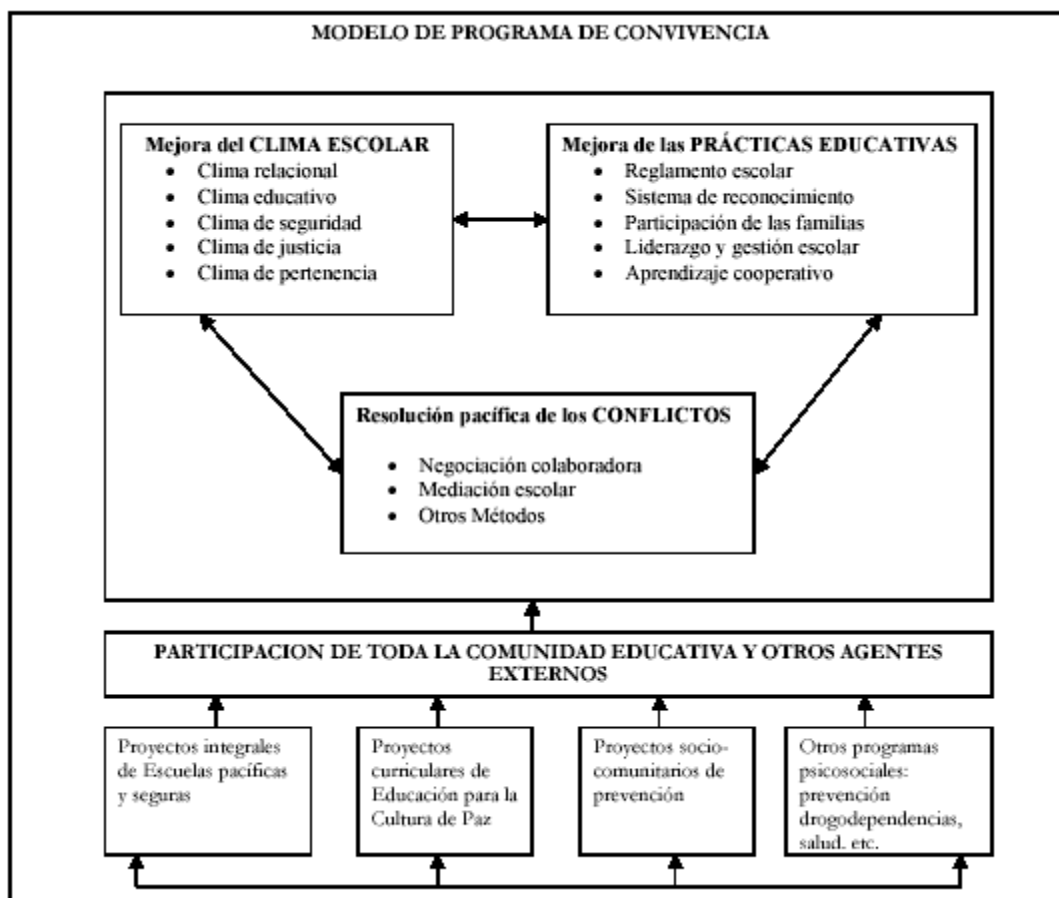 MODELO DE PROGRAMA DE CONVIVENCIA
Mejora del CLIMA ESCOLAR
• Clima relacional
• Clima educativo
• Clima de seguridad
• Clima de justicia
• Clima de pertenencia
Mejora de las PRÁCTICAS EDUCATIVAS
• Reglamento escolar
• Sistema de reconocimiento
• Participación de las familias
• Liderazgo y gestión escolar
• Aprendizaje cooperativo
Resolución pacífica de los CONFLICTOS
• Negociación colaboradora
• Mediación escolar
• Otros Métodos
PARTICIPACION DE TODA LA COMUNIDAD EDUCATIVA Y OTROS AGENTES
EXTERNOS
Proyectos integrales
de Escuelas pacíficas
y seguras
Proyectos
curriculares de
Educación para la
Cultura de Paz
Proyectos socio-
comunitarios de
prevención
Otros programas
psicosociales:
prevención
drogodependencias,
salud. etc.